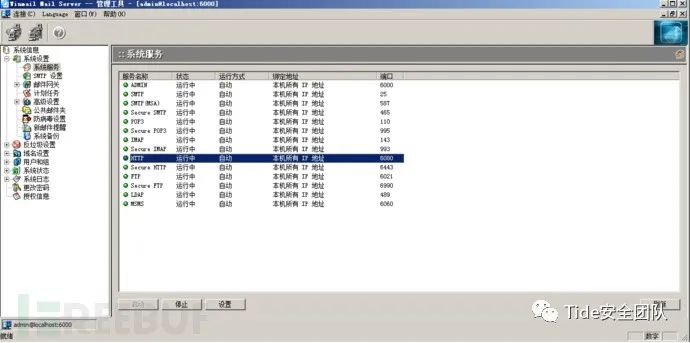 Winmail Mail Server -- 管理工具 - [admin@localhost:6000]
连接(C) Language 窗口(W) 帮助(H)
系统信息
系统设置
系统服务
SMTP 设置
邮件网关
计划任务
高级设置
公共邮件夹
防病毒设置
新邮件提醒
系统备份
反垃圾设置
域名设置
用户和组
系统状态
系统日志
更改密码
授权信息
::系统服务
服务名称 状态 运行方式 绑定地址 端口
ADMIN 运行中 自动 本机所有 IP 地址 6000
SMTP 运行中 自动 本机所有 IP 地址 25
SMTP(MSA) 运行中 自动 本机所有 IP 地址 587
Secure SMTP 运行中 自动 本机所有 IP 地址 465
POP3 运行中 自动 本机所有 IP 地址 110
Secure POP3 运行中 自动 本机所有 IP 地址 995
IMAP 运行中 自动 本机所有 IP 地址 143
Secure IMAP 运行中 自动 本机所有 IP 地址 993
HTTP 运行中 自动 本机所有 IP 地址 6080
Secure HTTP 运行中 自动 本机所有 IP 地址 6443
FTP 运行中 自动 本机所有 IP 地址 6021
Secure FTP 运行中 自动 本机所有 IP 地址 6990
LDAP 运行中 自动 本机所有 IP 地址 489
MSMS 运行中 自动 本机所有 IP 地址 6060
启动 停止 设置
Tide安全团队
REEBUF
admin@localhost:6000
就绪 数字